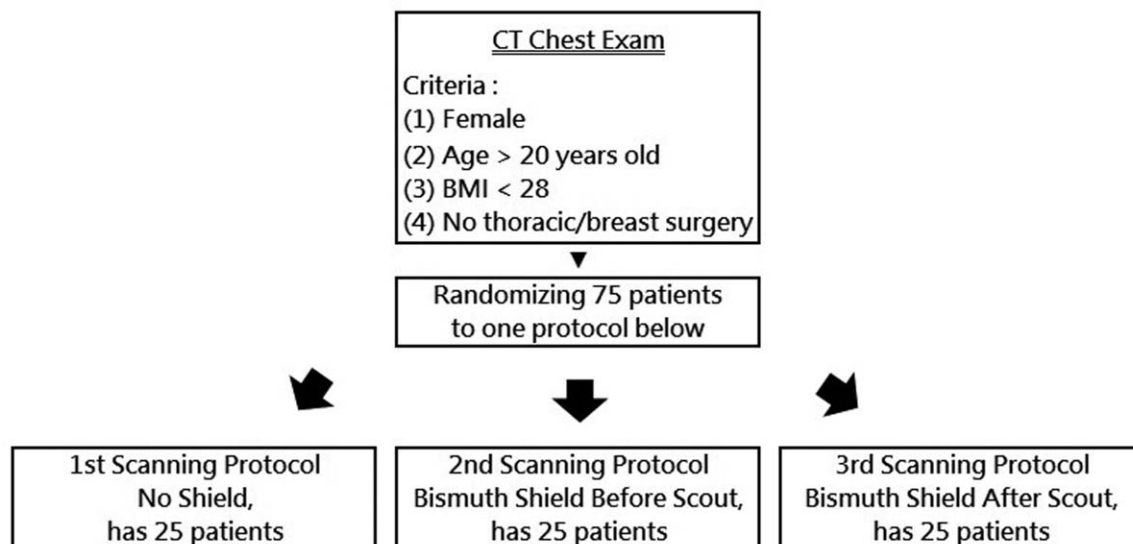 CT Chest Exam
Criteria :
(1) Female
(2) Age > 20 years old
(3) BMI < 28
(4) No thoracic/breast surgery
Randomizing 75 patients
to one protocol below
1st Scanning Protocol
No Shield,
has 25 patients
2nd Scanning Protocol
Bismuth Shield Before Scout,
has 25 patients
3rd Scanning Protocol
Bismuth Shield After Scout,
has 25 patients